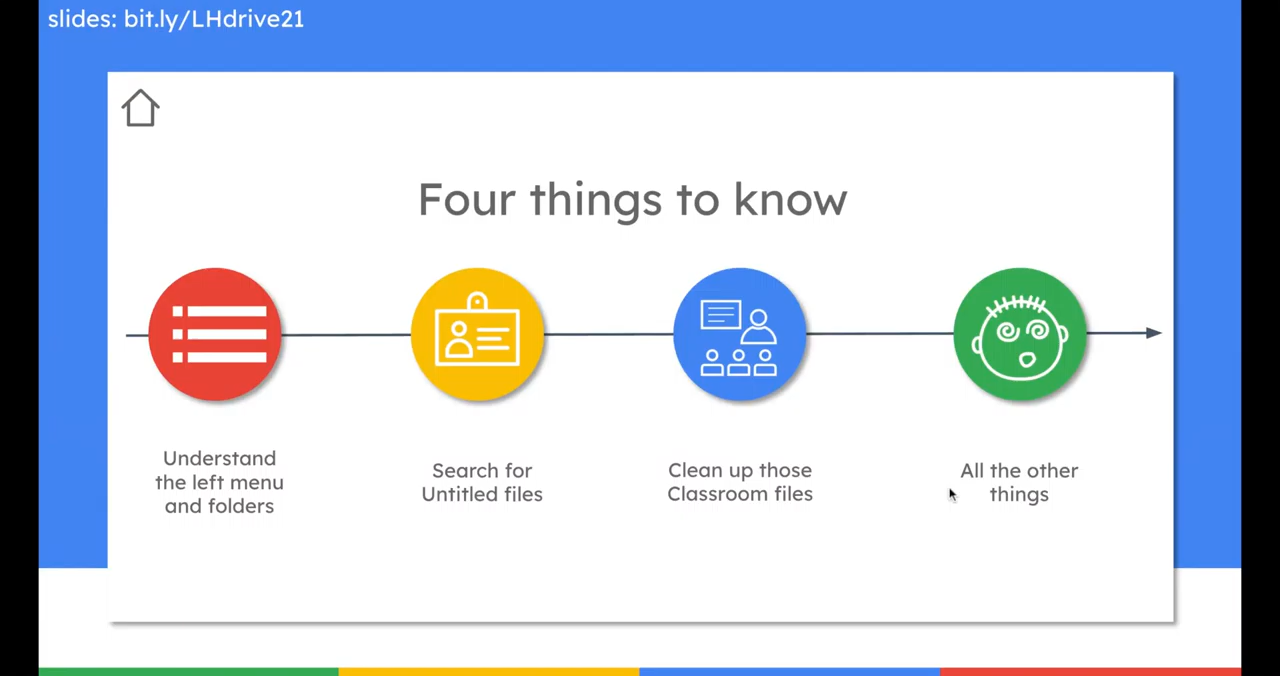 slides: bit.ly/LHdrive21
Four things to know
Understand
the left menu
and folders
Search for
Untitled files
Clean up those
Classroom files
All the other
things